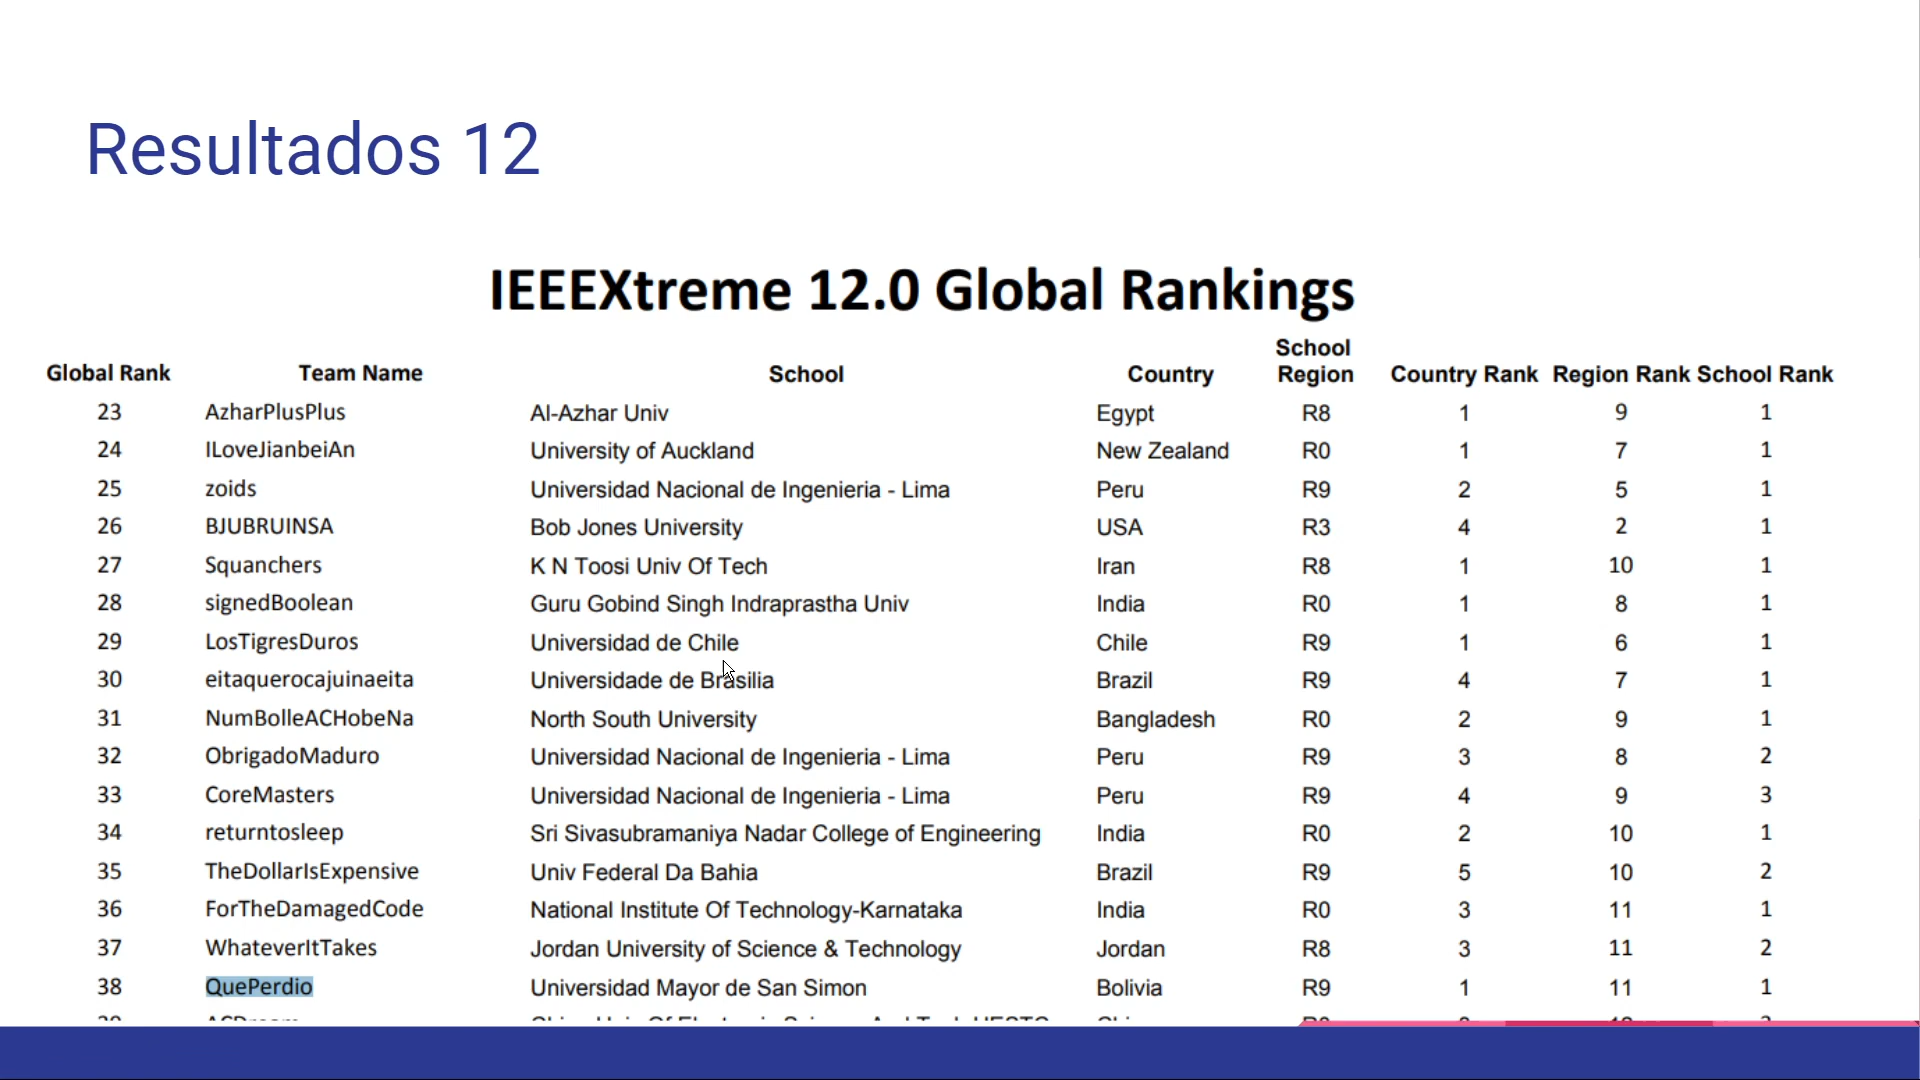 Resultados 12
IEEEXtreme 12.0 Global Rankings
Global Rank Team Name School Country School Region Country Rank Region Rank School Rank
23 AzharPlusPlus Al-Azhar Univ Egypt R8 1 9 1
24 ILoveJianbeiAn University of Auckland New Zealand R0 1 7 1
25 zoids Universidad Nacional de Ingenieria - Lima Peru R9 2 5 1
26 BJUBRUINSA Bob Jones University USA R3 4 2 1
27 Squanchers K N Toosi Univ Of Tech Iran R8 1 10 1
28 signedBoolean Guru Gobind Singh Indraprastha Univ India R0 1 8 1
29 LosTigresDuros Universidad de Chile Chile R9 1 6 1
30 eitaquerocajuinaeita Universidade de Brasilia Brazil R9 4 7 1
31 NumBolleACHobeNa North South University Bangladesh R0 2 9 1
32 ObrigadoMaduro Universidad Nacional de Ingenieria - Lima Peru R9 3 8 2
33 CoreMasters Universidad Nacional de Ingenieria - Lima Peru R9 4 9 3
34 returntosleep Sri Sivasubramaniya Nadar College of Engineering India R0 2 10 1
35 TheDollarIsExpensive Univ Federal Da Bahia Brazil R9 5 10 2
36 ForTheDamagedCode National Institute Of Technology-Karnataka India R0 3 11 1
37 WhateverItTakes Jordan University of Science & Technology Jordan R8 3 11 2
38 QuePerdio Universidad Mayor de San Simon Bolivia R9 1 11 1